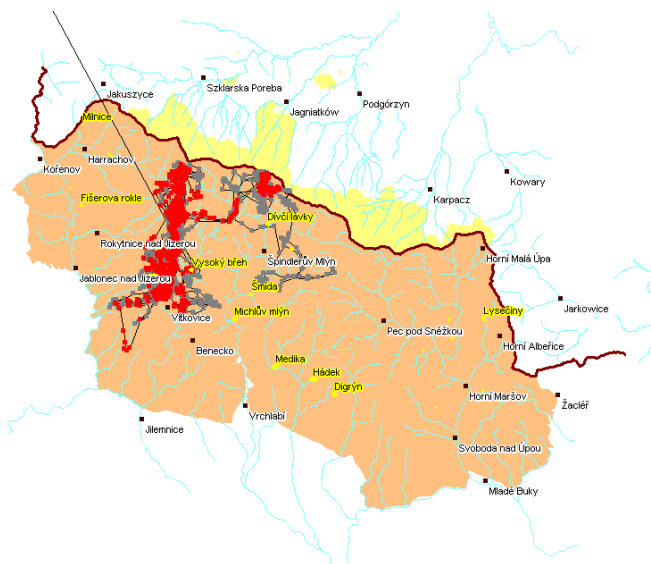 Szklarska Poreba
Jakuszyce
Jagniatków
Podgórzyn
Milnice
Harrachov
Kořenov
Kowary
Karpacz
Fišerova rokle
Dívčí lávky
Rokytnice nad Jizerou
Horní Malá Úpa
Vysoký břeh
Špindlerův Mlýn
Jablonec nad Jizerou
Šmída
Lysečiny
Jarkowice
Michlův mlýn
Vítkovice
Pec pod Sněžkou
Horní Albeřice
Benecko
Medika
Hádek
Digrýn
Horní Maršov
Žacléř
Vrchlabí
Jilemnice
Svoboda nad Úpou
Mladé Buky